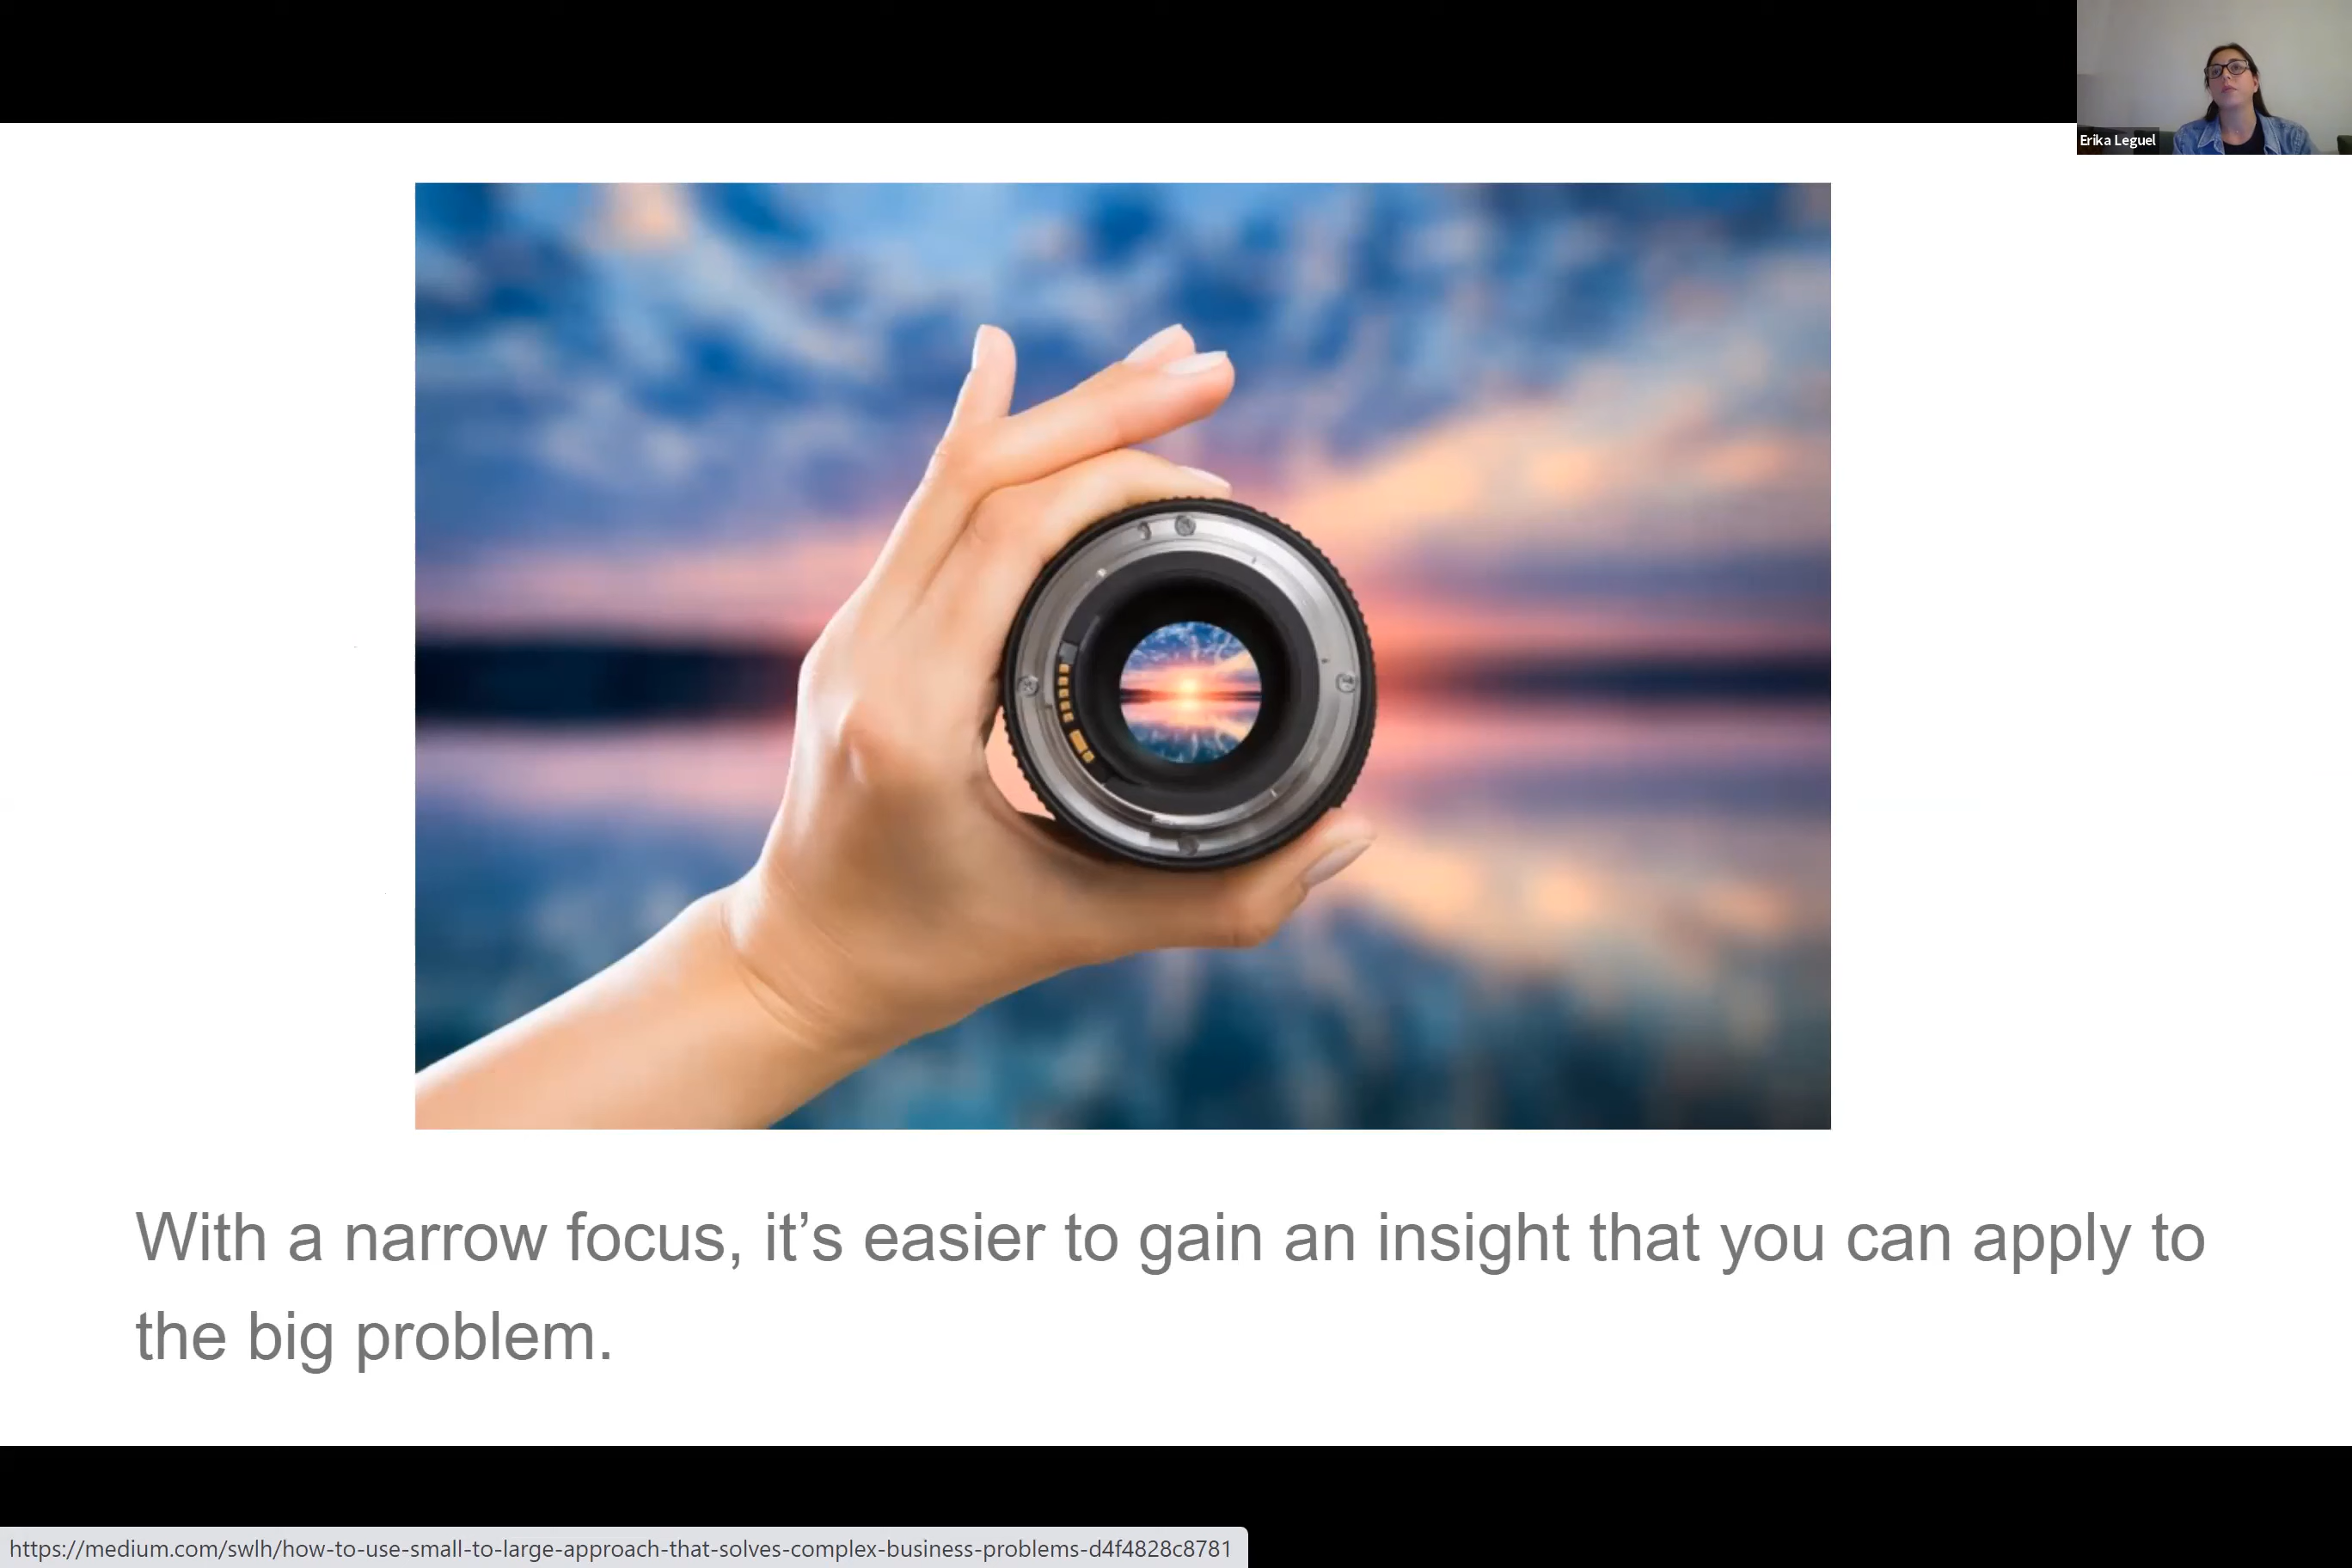 Erika Leguel
With a narrow focus, it’s easier to gain an insight that you can apply to
the big problem.
https://medium.com/swlh/how-to-use-small-to-large-approach-that-solves-complex-business-problems-d4f4828c8781